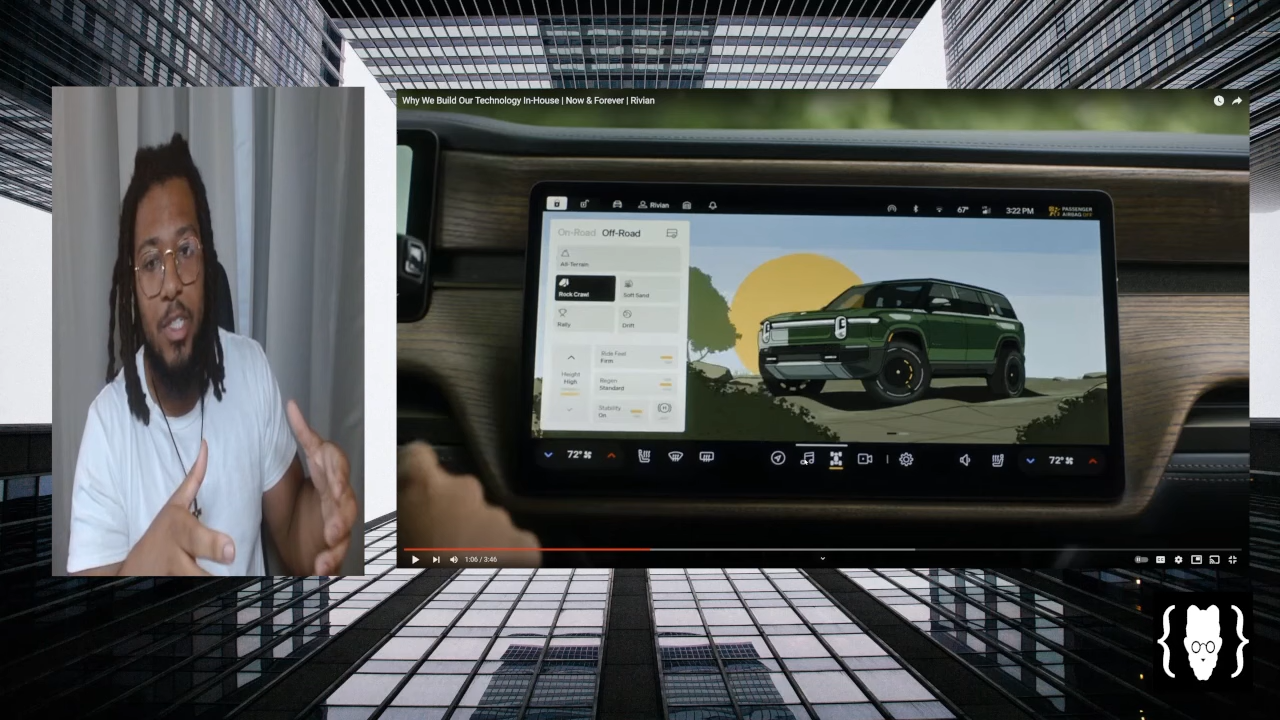 Why We Build Our Technology In-House | Now & Forever | Rivian
Rivian
67°
3:22 PM
PASSENGER
AIRBAG OFF
On-Road Off-Road
All-Terrain
Rock Crawl
Soft Sand
Rally
Drift
Height
High
Ride Feel
Firm
Regen
Standard
Stability
On
72°
72°
1:06 / 3:46
{ }